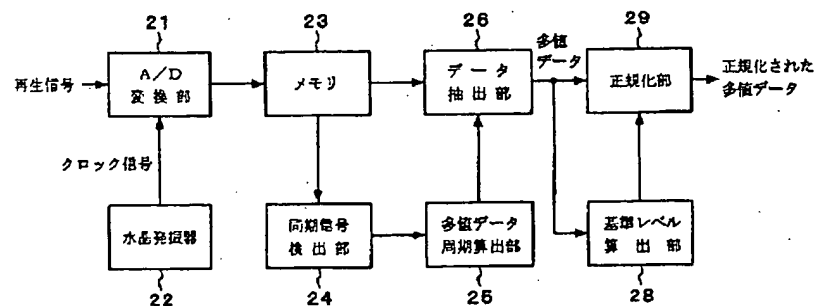 21
23
26
29
A/D
変換部
メモリ
データ
抽出部
多値
データ
正規化部
再生信号
正規化された
多値データ
クロック信号
水晶発振器
同期信号
検出部
多値データ
周期算出部
基準レベル
算出部
22
24
25
28